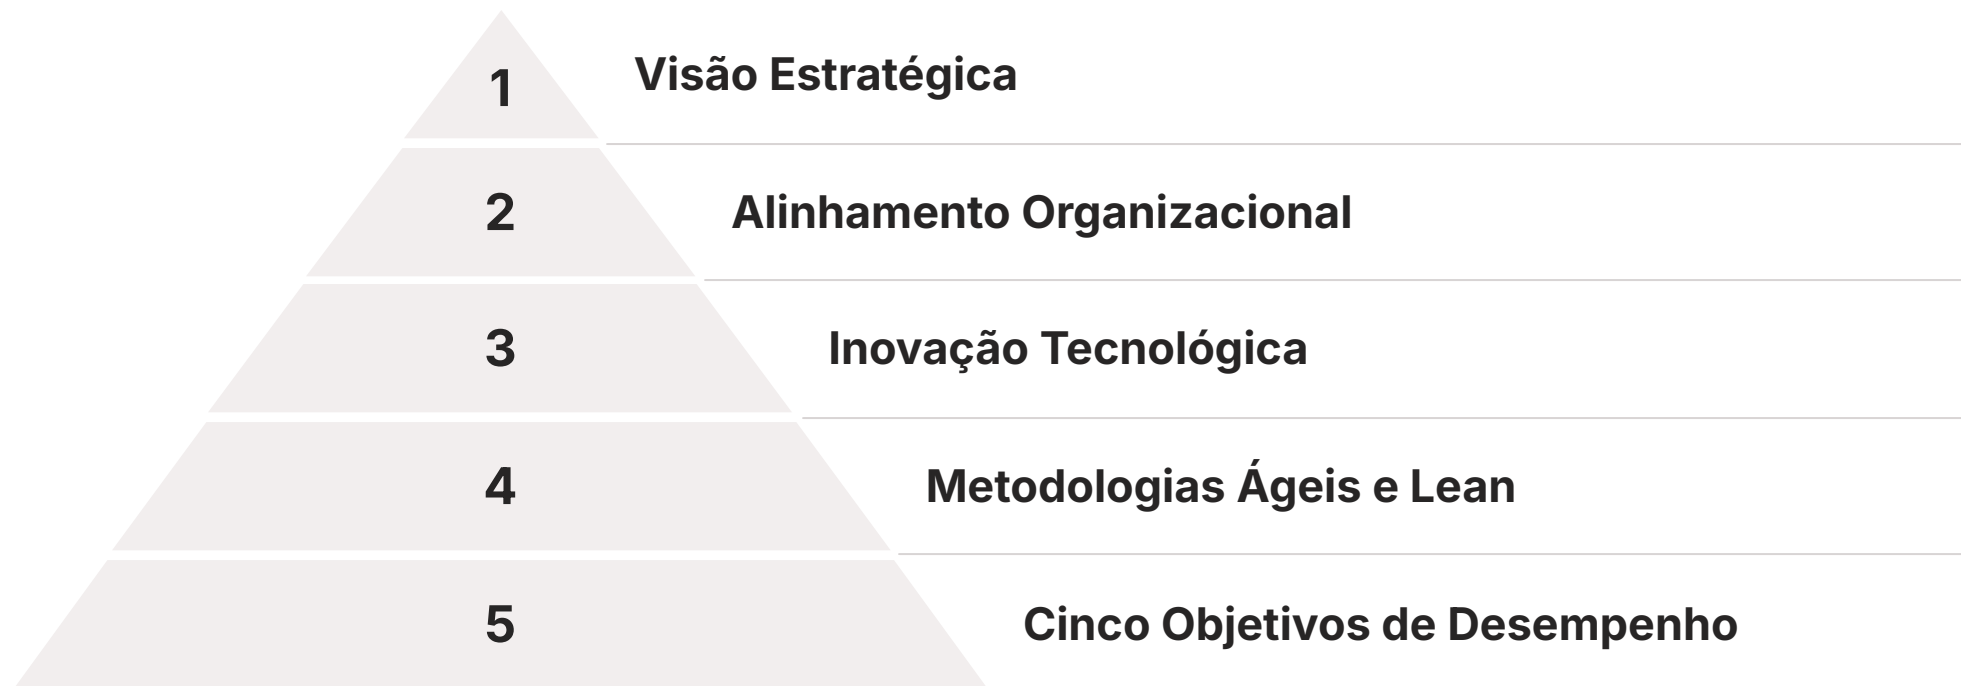 1
Visão Estratégica
2
Alinhamento Organizacional
3
Inovação Tecnológica
4
Metodologias Ágeis e Lean
5
Cinco Objetivos de Desempenho